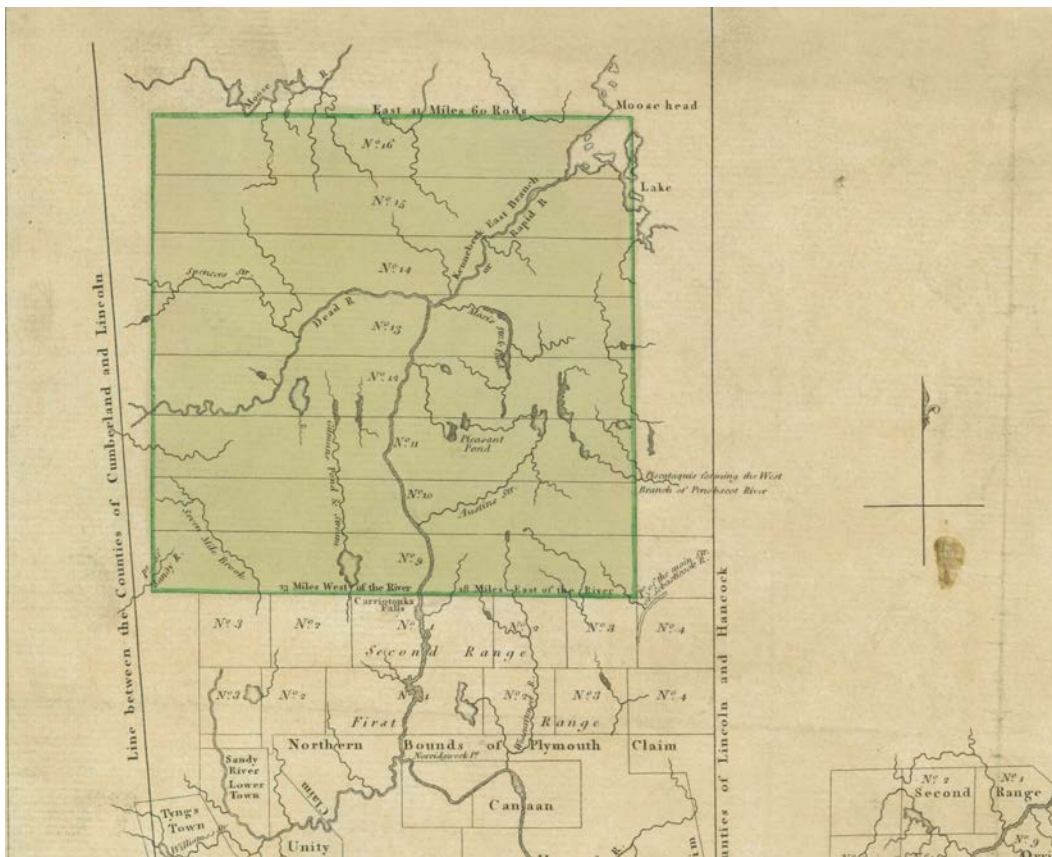 Moose R.
East 41 Miles 60 Rods
Moose head
Lake
Nº 16
Nº 15
Kennebeck East Branch
or Rapid R
Nº 14
Spencers Str.
Dead R
Nº 13
Nº 12
Nº 11
Pleasant
Pond
Piscataquis forming the West
Branch of Penobscot River
Nº 10
Austins Str.
Seven Mile Brook
Nº 9
Sandy R.
23 Miles West of the River
18 Miles East of the River
Carriotonks
Falls
Nº 3
Nº 2
Nº 1
Nº 2
Nº 3
Nº 4
Second Range
Nº 3
Nº 2
Nº 1
Nº 2
Nº 3
Nº 4
First Range
Northern Bounds of Plymouth Claim
Norridgewock
Sandy
River
Lower
Town
Claim
Canaan
Tyngs
Town
Unity
R.
Line between the Counties of Cumberland and Lincoln
unties of Lincoln and Hancock
Nº 2
Nº 1
Second Range
Nº 9